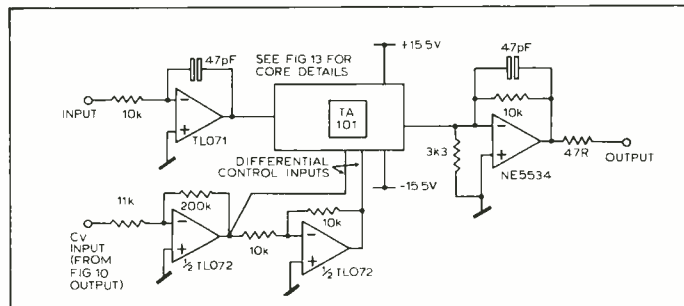 47pF
SEE FIG 13 FOR
CORE DETAILS
+15 5V
47pF
INPUT
10k
TL071
TA
101
10k
3k3
NE5534
47R
OUTPUT
DIFFERENTIAL
CONTROL INPUTS
-15 5V
11k
200k
CV
INPUT
(FROM
FIG 10
OUTPUT)
½ TL072
10k
10k
½ TL072